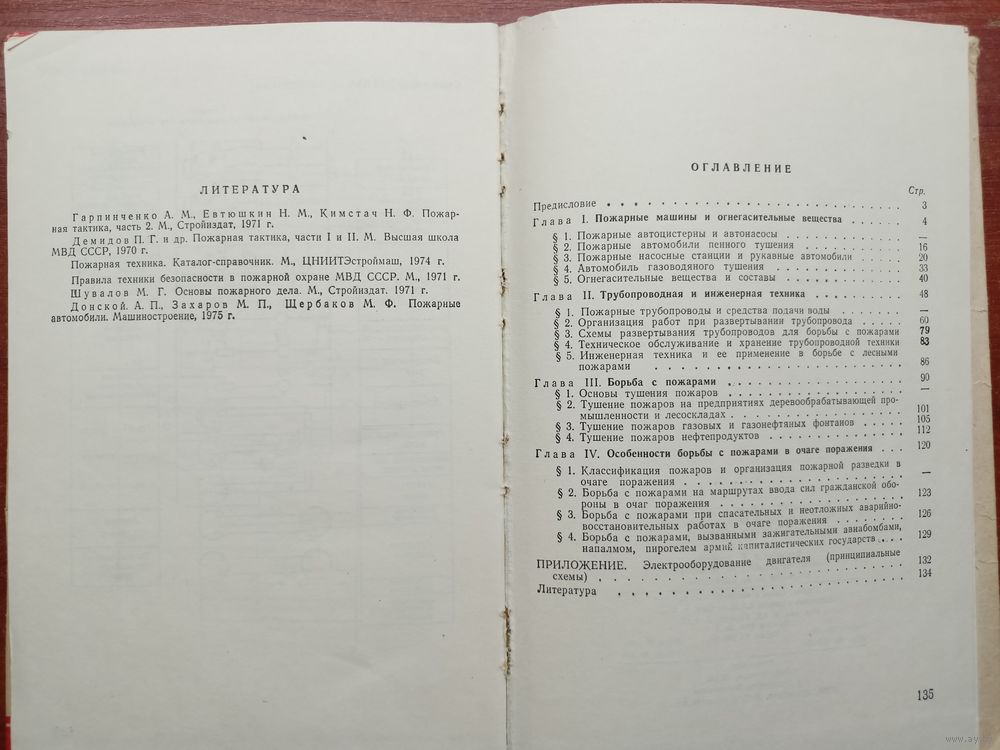 ЛИТЕРАТУРА
Гарпинченко А. М., Евтюшкин Н. М., Кимстач Н. Ф. Пожар-
ная тактика, часть 2. М., Стройиздат, 1971 г.
Демидов П. Г. и др. Пожарная тактика, части I и II. М. Высшая школа
МВД СССР, 1970 г.
Пожарная техника. Каталог-справочник. М., ЦНИИТЭстроймаш, 1974 г.
Правила техники безопасности в пожарной охране МВД СССР. М., 1971 г.
Шувалов М. Г. Основы пожарного дела. М., Стройиздат. 1971 г.
Донской А. П., Захаров М. П., Щербаков М. Ф. Пожарные
автомобили. Машиностроение, 1975 г.
ОГЛАВЛЕНИЕ
Стр.
Предисловие . . . . . . . . . . . . . . . . . . . . 3
Глава I. Пожарные машины и огнегасительные вещества . . . . . 4
§ 1. Пожарные автоцистерны и автонасосы . . . . . . . . . . —
§ 2. Пожарные автомобили пенного тушения . . . . . . . . . 16
§ 3. Пожарные насосные станции и рукавные автомобили . . . . . 20
§ 4. Автомобиль газоводяного тушения . . . . . . . . . . . 33
§ 5. Огнегасительные вещества и составы . . . . . . . . . . 40
Глава II. Трубопроводная и инженерная техника . . . . . . . . 48
§ 1. Пожарные трубопроводы и средства подачи воды . . . . . . —
§ 2. Организация работ при развертывании трубопровода . . . . . 60
§ 3. Схемы развертывания трубопроводов для борьбы с пожарами 79
§ 4. Техническое обслуживание и хранение трубопроводной техники 83
§ 5. Инженерная техника и ее применение в борьбе с лесными
пожарами . . . . . . . . . . . . . . . . . 86
Глава III. Борьба с пожарами . . . . . . . . . . . . . . 90
§ 1. Основы тушения пожаров . . . . . . . . . . . . . . —
§ 2. Тушение пожаров на предприятиях деревообрабатывающей про-
мышленности и лесоскладах . . . . . . . . . . . . . 101
§ 3. Тушение пожаров газовых и газонефтяных фонтанов . . . . . 105
§ 4. Тушение пожаров нефтепродуктов . . . . . . . . . . . 112
Глава IV. Особенности борьбы с пожарами в очаге поражения . . . 120
§ 1. Классификация пожаров и организация пожарной разведки в
очаге поражения . . . . . . . . . . . . . . . . . —
§ 2. Борьба с пожарами на маршрутах ввода сил гражданской обо-
роны в очаг поражения . . . . . . . . . . . . . . . 123
§ 3. Борьба с пожарами при спасательных и неотложных аварийно-
восстановительных работах в очаге поражения . . . . . . . 126
§ 4. Борьба с пожарами, вызванными зажигательными авиабомбами,
напалмом, пирогелем армий капиталистических государств . . . 129
ПРИЛОЖЕНИЕ. Электрооборудование двигателя (принципиальные
схемы) . . . . . . . . . . . . . . . . . . . . 132
Литература . . . . . . . . . . . . . . . . . . . 134
135